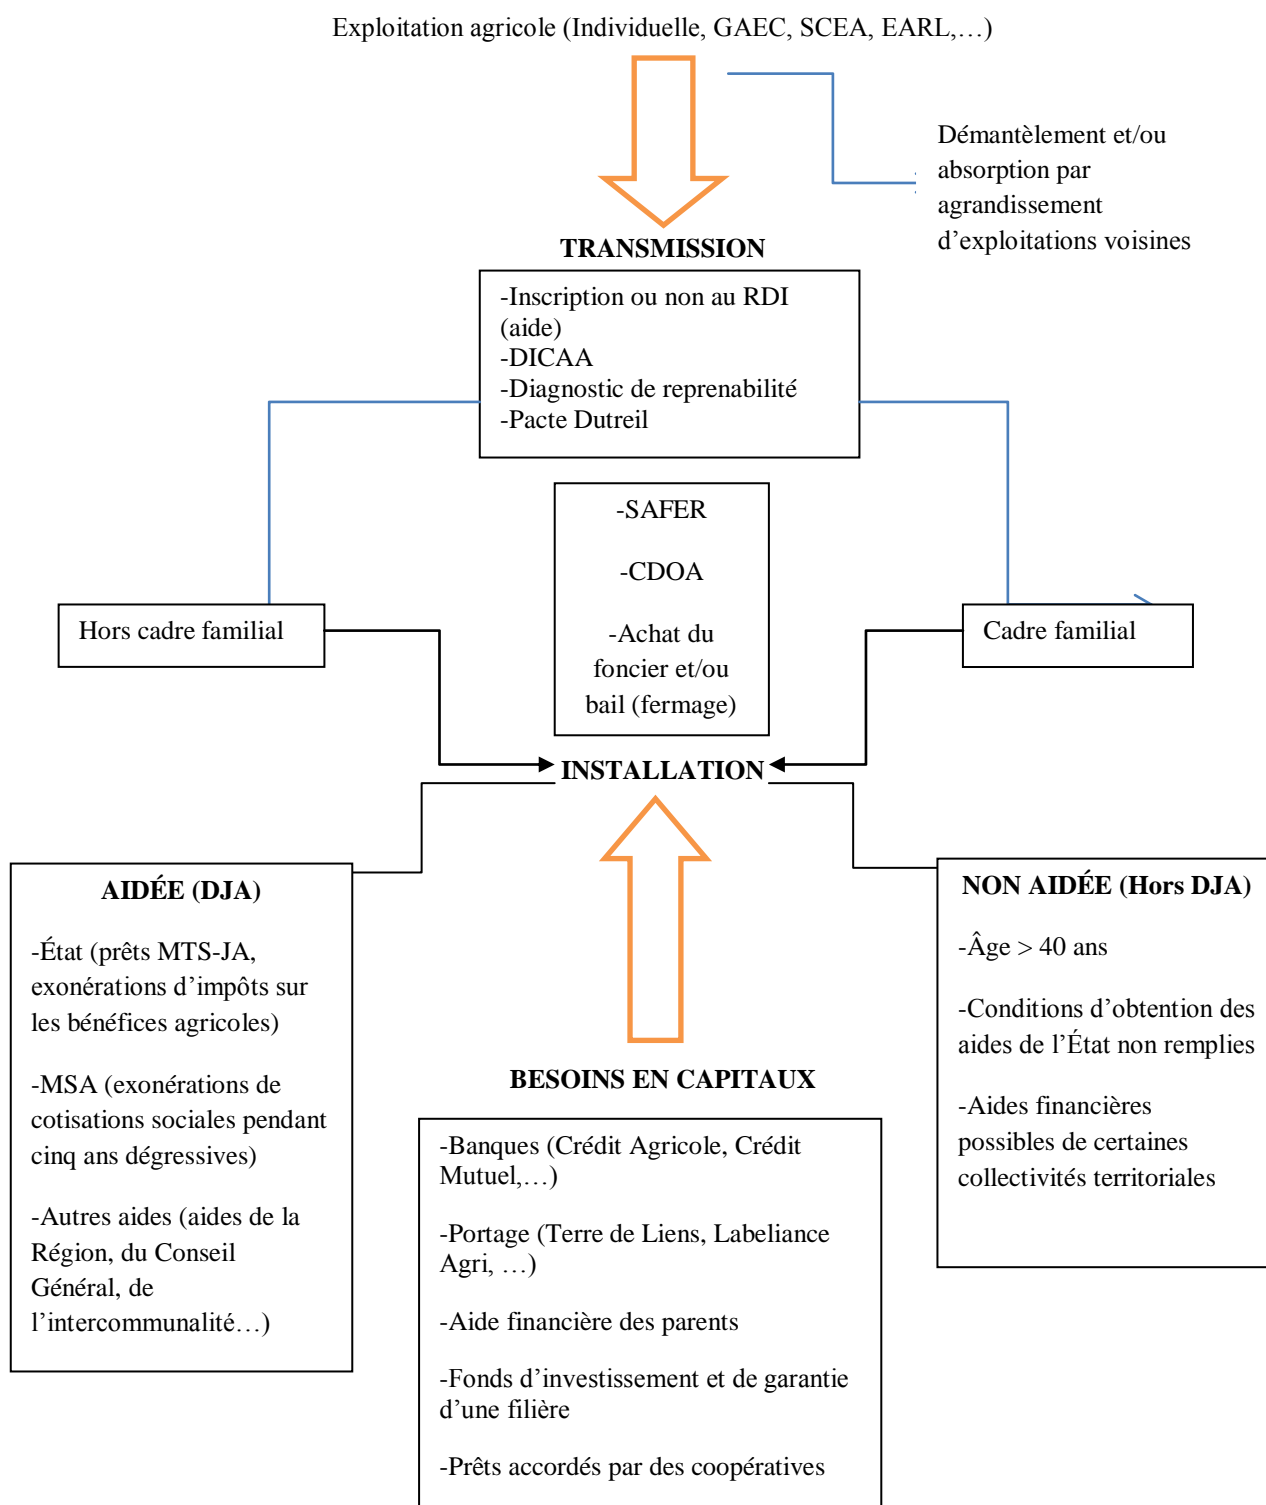 Exploitation agricole (Individuelle, GAEC, SCEA, EARL,…)
Démantèlement et/ou
absorption par
agrandissement
d’exploitations voisines
TRANSMISSION
-Inscription ou non au RDI
(aide)
-DICAA
-Diagnostic de reprenabilité
-Pacte Dutreil
-SAFER
-CDOA
-Achat du
foncier et/ou
bail (fermage)
Hors cadre familial
Cadre familial
INSTALLATION
AIDÉE (DJA)
-État (prêts MTS-JA,
exonérations d’impôts sur
les bénéfices agricoles)
-MSA (exonérations de
cotisations sociales pendant
cinq ans dégressives)
-Autres aides (aides de la
Région, du Conseil
Général, de
l’intercommunalité…)
NON AIDÉE (Hors DJA)
-Âge > 40 ans
-Conditions d’obtention des
aides de l’État non remplies
-Aides financières
possibles de certaines
collectivités territoriales
BESOINS EN CAPITAUX
-Banques (Crédit Agricole, Crédit
Mutuel,…)
-Portage (Terre de Liens, Labeliance
Agri, …)
-Aide financière des parents
-Fonds d’investissement et de garantie
d’une filière
-Prêts accordés par des coopératives